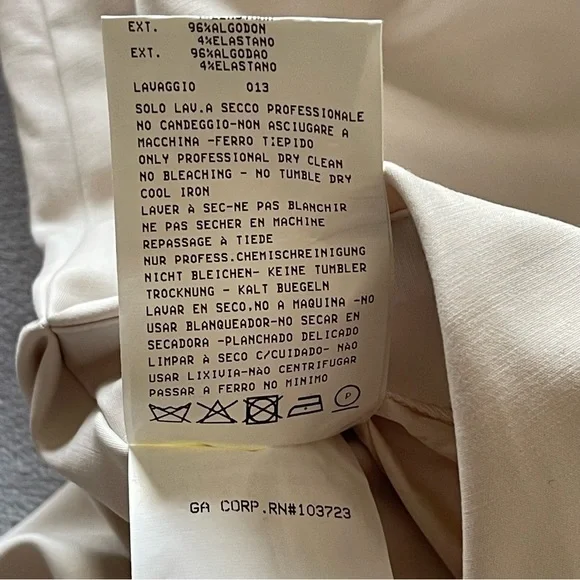 EXT. 96%ALGODON
4%ELASTANO
EXT. 96%ALGODAO
4%ELASTANO
LAVAGGIO 013
SOLO LAV.A SECCO PROFESSIONALE
NO CANDEGGIO-NON ASCIUGARE A
MACCHINA -FERRO TIEPIDO
ONLY PROFESSIONAL DRY CLEAN
NO BLEACHING - NO TUMBLE DRY
COOL IRON
LAVER À SEC-NE PAS BLANCHIR
NE PAS SECHER EN MACHINE
REPASSAGE À TIEDE
NUR PROFESS.CHEMISCHREINIGUNG
NICHT BLEICHEN- KEINE TUMBLER
TROCKNUNG - KALT BUEGELN
LAVAR EN SECO.NO A MAQUINA -NO
USAR BLANQUEADOR-NO SECAR EN
SECADORA -PLANCHADO DELICADO
LIMPAR À SECO C/CUIDADO- NÃO
USAR LIXIVIA-NÃO CENTRIFUGAR
PASSAR A FERRO NO MINIMO
P
GA CORP.RN#103723